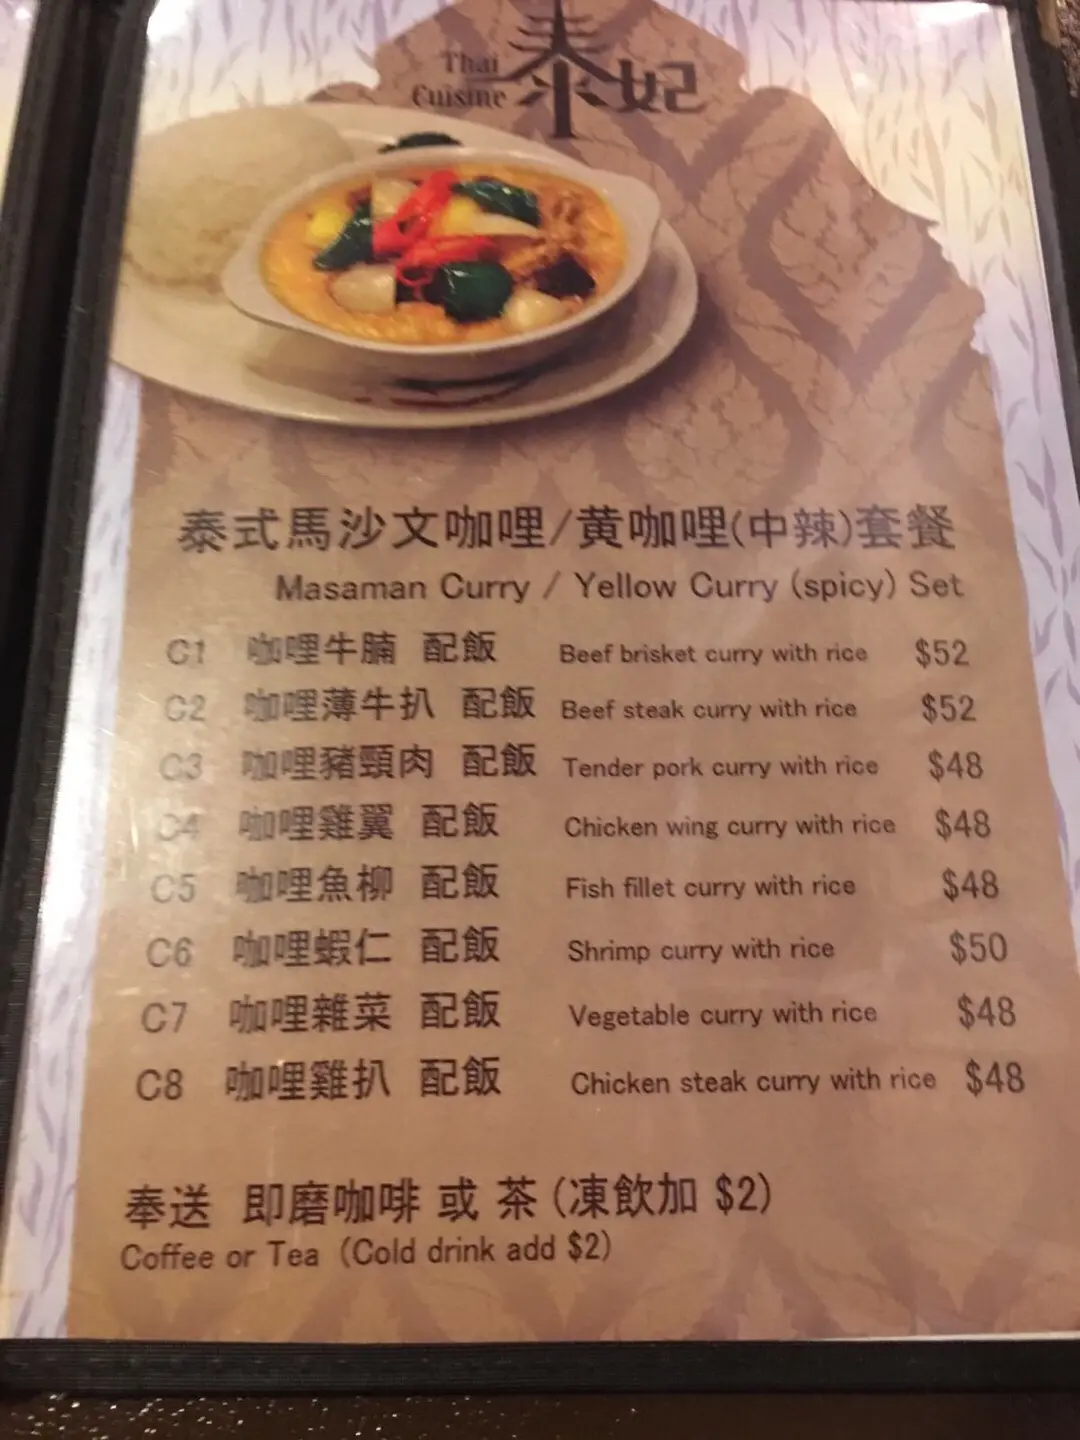 Thai
Cuisine 泰妃
泰式馬沙文咖哩/黄咖哩(中辣)套餐
Masaman Curry / Yellow Curry (spicy) Set
C1 咖哩牛腩 配飯 Beef brisket curry with rice $52
C2 咖哩薄牛扒 配飯 Beef steak curry with rice $52
C3 咖哩豬頸肉 配飯 Tender pork curry with rice $48
C4 咖哩雞翼 配飯 Chicken wing curry with rice $48
C5 咖哩魚柳 配飯 Fish fillet curry with rice $48
C6 咖哩蝦仁 配飯 Shrimp curry with rice $50
C7 咖哩雜菜 配飯 Vegetable curry with rice $48
C8 咖哩雞扒 配飯 Chicken steak curry with rice $48
奉送 即磨咖啡 或 茶 (凍飲加 $2)
Coffee or Tea (Cold drink add $2)